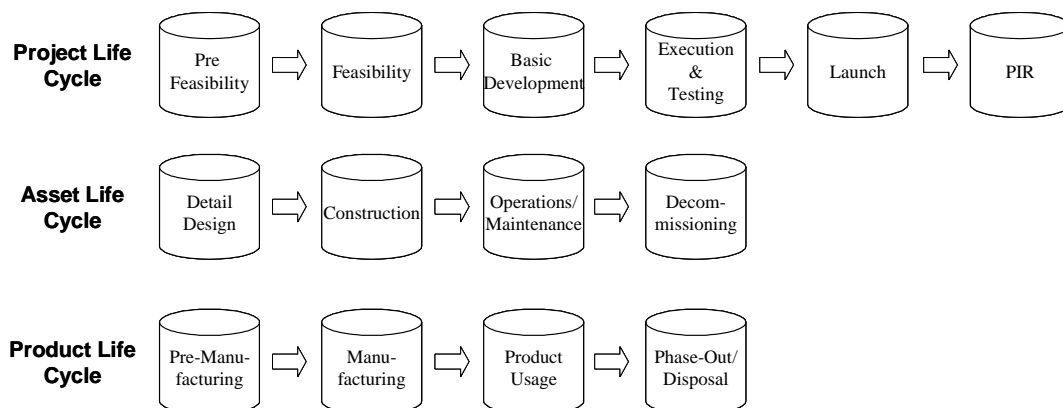 Project Life
Cycle
Pre
Feasibility
Feasibility
Basic
Development
Execution
&
Testing
Launch
PIR
Asset Life
Cycle
Detail
Design
Construction
Operations/
Maintenance
Decom-
missioning
Product Life
Cycle
Pre-Manu-
facturing
Manu-
facturing
Product
Usage
Phase-Out/
Disposal